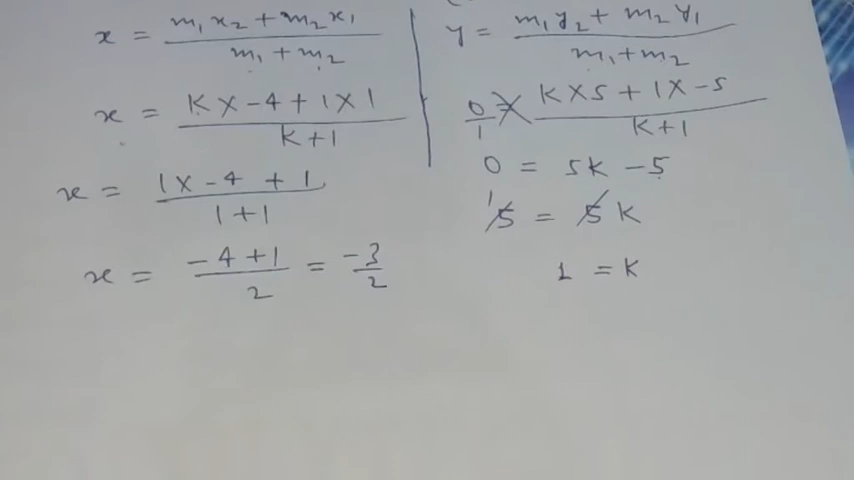 x = (m₁x₂ + m₂x₁)/(m₁ + m₂)
x = (K × -4 + 1 × 1)/(K + 1)
x = (1 × -4 + 1)/(1 + 1)
x = (-4 + 1)/2 = -3/2
y = (m₁y₂ + m₂y₁)/(m₁ + m₂)
0/1 = (K × 5 + 1 × -5)/(K + 1)
0 = 5K - 5
5 = 5K
1 = K